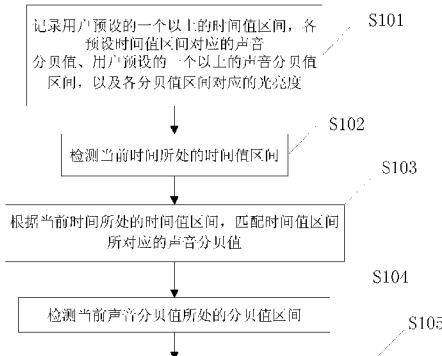 记录用户预设的一个以上的时间值区间，各
预设时间值区间对应的声音
分贝值、用户预设的一个以上的声音分贝值
区间，以及各分贝值区间对应的光亮度
S101
S102
检测当前时间所处的时间值区间
S103
根据当前时间所处的时间值区间，匹配时间值区间
所对应的声音分贝值
S104
检测当前声音分贝值所处的分贝值区间
S105